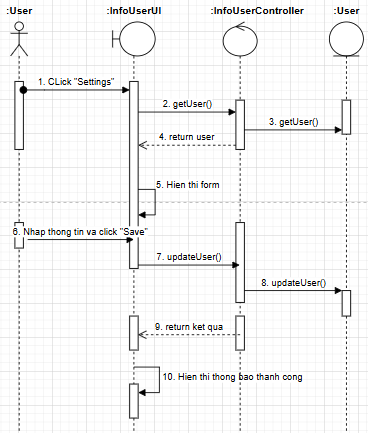 :User
:InfoUserUI
:InfoUserController
:User
1. CLick "Settings"
2. getUser()
3. getUser()
4. return user
5. Hien thi form
6. Nhap thong tin va click "Save"
7. updateUser()
8. updateUser()
9. return ket qua
10. Hien thi thong bao thanh cong